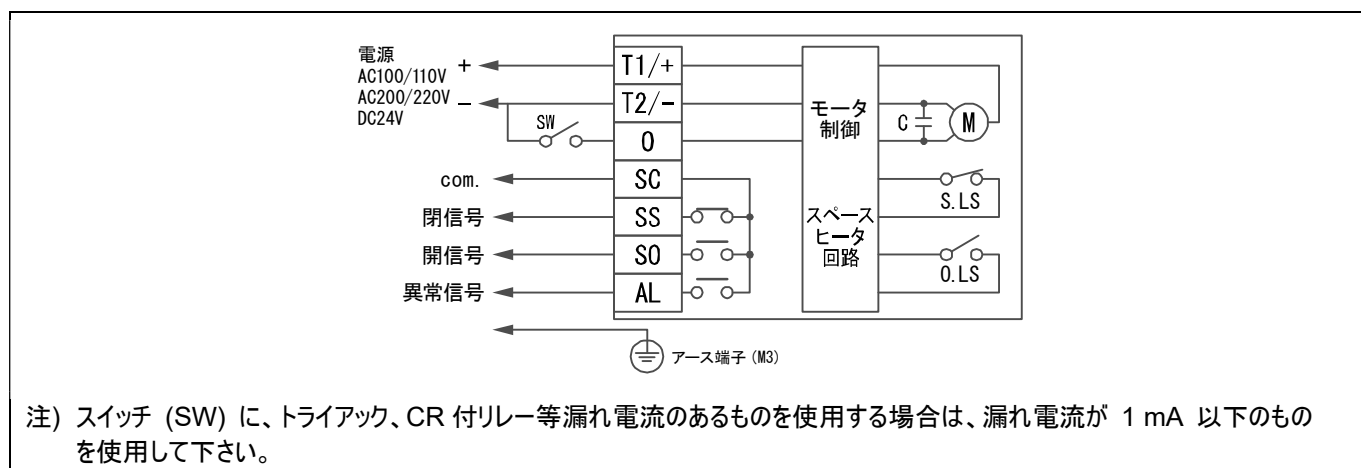 電源
AC100/110V
AC200/220V
DC24V
+
−
SW
T1/+
T2/-
O
SC
SS
SO
AL
com.
閉信号
開信号
異常信号
モータ
制御
スペース
ヒータ
回路
C
M
S.LS
O.LS
アース端子 (M3)
注) スイッチ (SW) に、トライアック、CR 付リレー等漏れ電流のあるものを使用する場合は、漏れ電流が 1 mA 以下のもの
を使用して下さい。